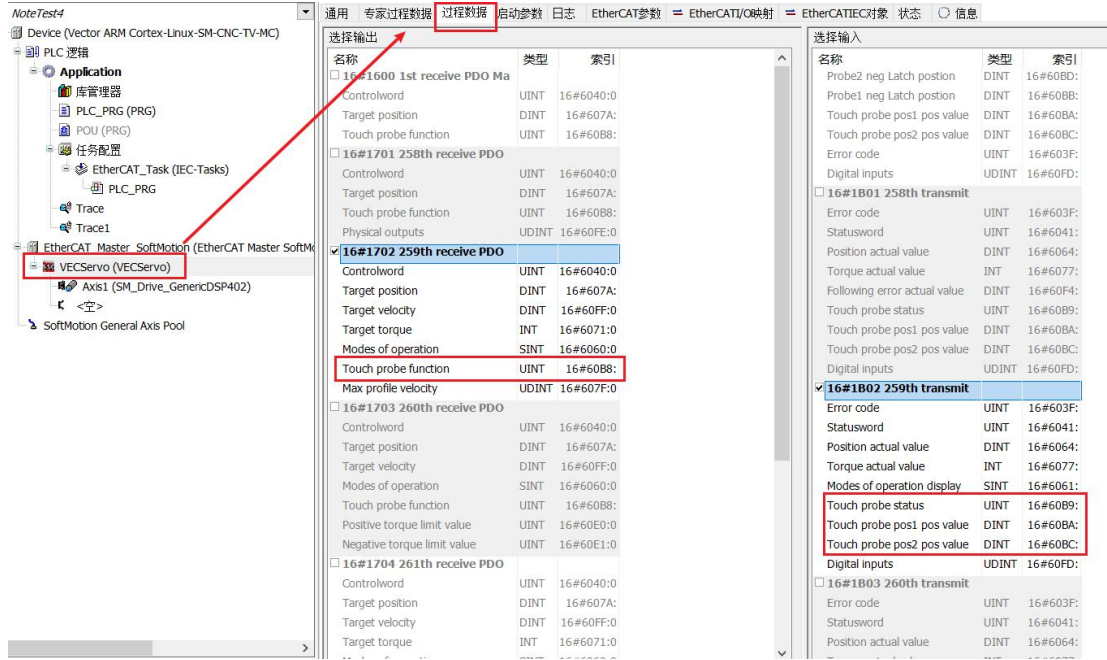 NoteTest4
Device (Vector ARM Cortex-Linux-SM-CNC-TV-MC)
PLC 逻辑
Application
库管理器
PLC_PRG (PRG)
POU (PRG)
任务配置
EtherCAT_Task (IEC-Tasks)
PLC_PRG
Trace
Trace1
EtherCAT_Master_SoftMotion (EtherCAT Master SoftMo
VECServo (VECServo)
Axis1 (SM_Drive_GenericDSP402)
<空>
SoftMotion General Axis Pool
通用 专家过程数据 过程数据 启动参数 日志 EtherCAT参数 EtherCATI/O映射 EtherCATIEC对象 状态 信息
选择输出
名称 类型 索引
16#1600 1st receive PDO Ma
Controlword UINT 16#6040:0
Target position DINT 16#607A:
Touch probe function UINT 16#60B8:
16#1701 258th receive PDO
Controlword UINT 16#6040:0
Target position DINT 16#607A:
Touch probe function UINT 16#60B8:
Physical outputs UDINT 16#60FE:0
16#1702 259th receive PDO
Controlword UINT 16#6040:0
Target position DINT 16#607A:
Target velocity DINT 16#60FF:0
Target torque INT 16#6071:0
Modes of operation SINT 16#6060:0
Touch probe function UINT 16#60B8:
Max profile velocity UDINT 16#607F:0
16#1703 260th receive PDO
Controlword UINT 16#6040:0
Target position DINT 16#607A:
Target velocity DINT 16#60FF:0
Modes of operation SINT 16#6060:0
Touch probe function UINT 16#60B8:
Positive torque limit value UINT 16#60E0:0
Negative torque limit value UINT 16#60E1:0
16#1704 261th receive PDO
Controlword UINT 16#6040:0
Target position DINT 16#607A:
Target velocity DINT 16#60FF:0
Target torque INT 16#6071:0
选择输入
名称 类型 索引
Probe2 neg Latch postion DINT 16#60BD:
Probe1 neg Latch postion DINT 16#60BB:
Touch probe pos1 pos value DINT 16#60BA:
Touch probe pos2 pos value DINT 16#60BC:
Error code UINT 16#603F:
Digital inputs UDINT 16#60FD:
16#1B01 258th transmit
Error code UINT 16#603F:
Statusword UINT 16#6041:
Position actual value DINT 16#6064:
Torque actual value INT 16#6077:
Following error actual value DINT 16#60F4:
Touch probe status UINT 16#60B9:
Touch probe pos1 pos value DINT 16#60BA:
Touch probe pos2 pos value DINT 16#60BC:
Digital inputs UDINT 16#60FD:
16#1B02 259th transmit
Error code UINT 16#603F:
Statusword UINT 16#6041:
Position actual value DINT 16#6064:
Torque actual value INT 16#6077:
Modes of operation display SINT 16#6061:
Touch probe status UINT 16#60B9:
Touch probe pos1 pos value DINT 16#60BA:
Touch probe pos2 pos value DINT 16#60BC:
Digital inputs UDINT 16#60FD:
16#1B03 260th transmit
Error code UINT 16#603F:
Statusword UINT 16#6041:
Position actual value DINT 16#6064: